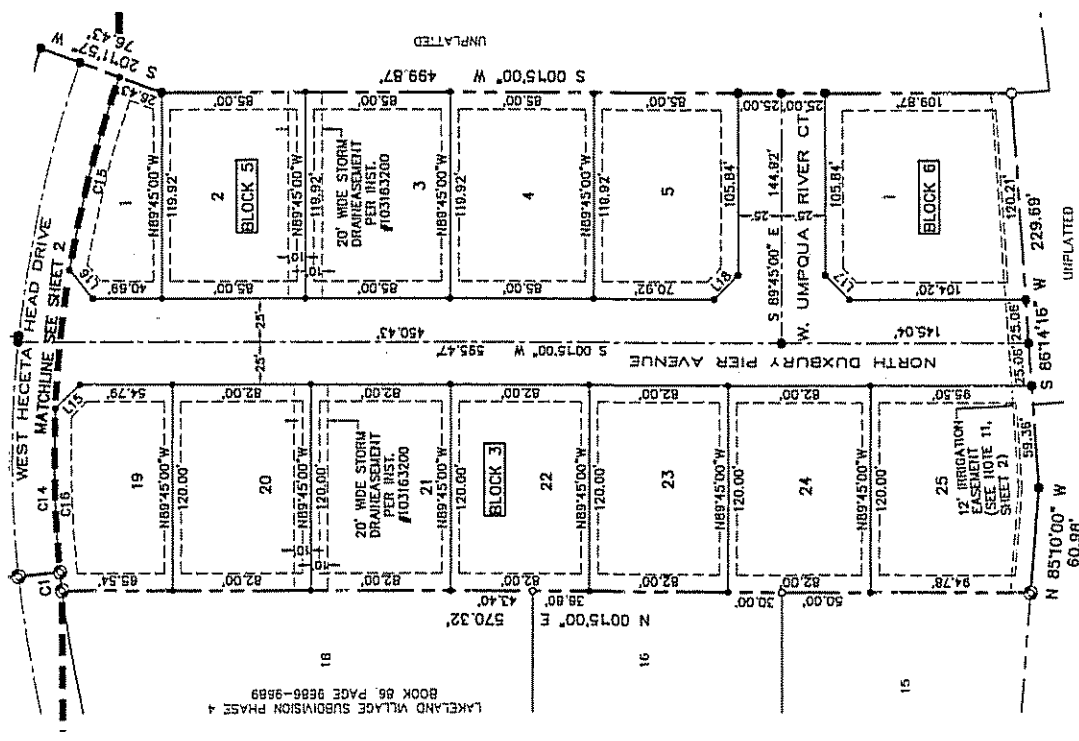 WEST HECETA HEAD DRIVE
MATCHLINE SEE SHEET 2
S 20°11'57" W
76.43'
26.43'
UNPLATTED
S 00°15'00" W
499.87'
C1
C14
C16
C15
L15
L16
1
40.69'
N89°45'00"W
119.92'
85.00'
2
BLOCK 5
85.00'
N89°45'00"W
119.92'
20' WIDE STORM
DRAINEASEMENT
PER INST.
#103163200
10
85.00'
3
85.00'
N89°45'00"W
119.92'
85.00'
4
85.00'
N89°45'00"W
119.92'
85.00'
5
70.92'
L18
105.84'
25.00'
25.00'
S 89°45'00" E 144.92'
25
25
W. UMPQUA RIVER CT.
105.84'
L17
1
BLOCK 6
109.87'
104.20'
120.21'
UNPLATTED
S 86°14'16" W 229.69'
25.06'
25.06'
59.36'
25'
25'
450.43'
S 00°15'00" W
595.47'
145.04'
NORTH DUXBURY PIER AVENUE
54.79'
19
65.54'
N89°45'00"W
120.00'
82.00'
20
82.00'
N89°45'00"W
120.00'
10
20' WIDE STORM
DRAINEASEMENT
PER INST.
#103163200
82.00'
21
82.00'
N89°45'00"W
120.00'
BLOCK 3
82.00'
22
82.00'
N89°45'00"W
120.00'
82.00'
23
82.00'
N89°45'00"W
120.00'
82.00'
24
82.00'
N89°45'00"W
120.00'
95.50'
25
94.78'
12' IRRIGATION
EASEMENT
(SEE NOTE 11,
SHEET 2)
N 85°10'00" W
60.98'
N 00°15'00" E
570.32'
43.40'
30.00'
50.00'
18
16
15
LAKELAND VILLAGE SUBDIVISION PHASE 4
BOOK 86, PAGE 9686-9689